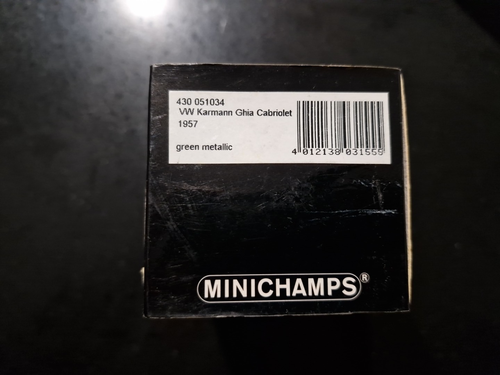 430 051034
VW Karmann Ghia Cabriolet
1957
green metallic
4 012138 031555
MINICHAMPS®